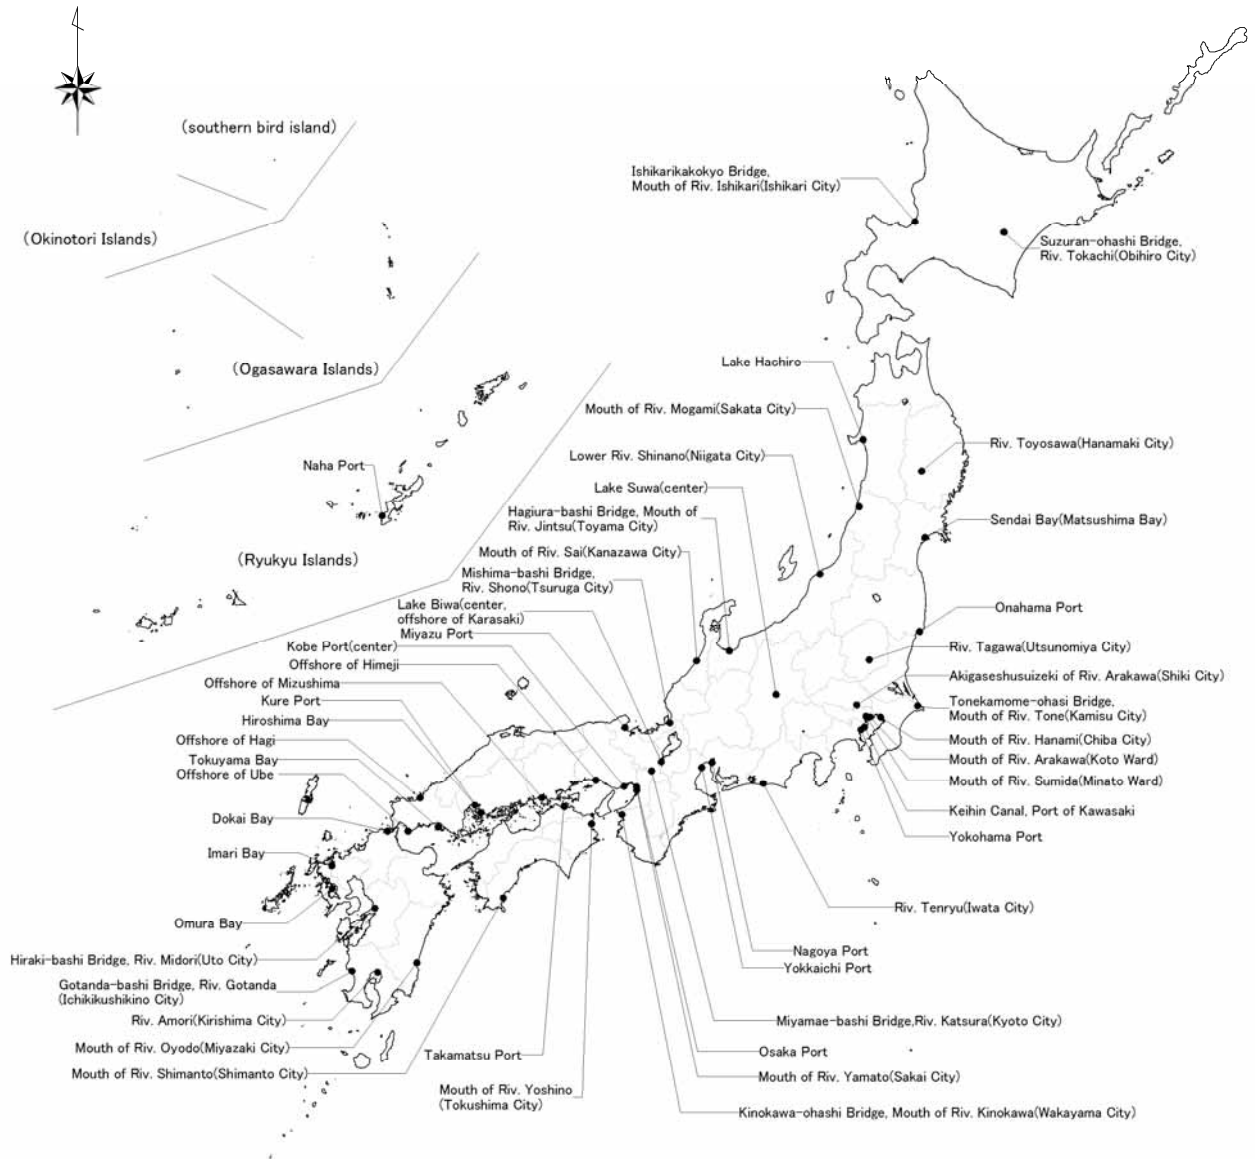 (southern bird island)
Ishikarikakokyo Bridge,
Mouth of Riv. Ishikari(Ishikari City)
(Okinotori Islands)
Suzuran-ohashi Bridge,
Riv. Tokachi(Obihiro City)
(Ogasawara Islands)
Lake Hachiro
Mouth of Riv. Mogami(Sakata City)
Riv. Toyosawa(Hanamaki City)
Lower Riv. Shinano(Niigata City)
Naha Port
Lake Suwa(center)
Hagiura-bashi Bridge, Mouth of
Riv. Jintsu(Toyama City)
Sendai Bay(Matsushima Bay)
(Ryukyu Islands)
Mouth of Riv. Sai(Kanazawa City)
Mishima-bashi Bridge,
Riv. Shono(Tsuruga City)
Lake Biwa(center,
offshore of Karasaki)
Onahama Port
Miyazu Port
Kobe Port(center)
Riv. Tagawa(Utsunomiya City)
Offshore of Himeji
Akigaseshusuizeki of Riv. Arakawa(Shiki City)
Offshore of Mizushima
Kure Port
Tonekamome-ohasi Bridge,
Mouth of Riv. Tone(Kamisu City)
Hiroshima Bay
Offshore of Hagi
Mouth of Riv. Hanami(Chiba City)
Tokuyama Bay
Mouth of Riv. Arakawa(Koto Ward)
Offshore of Ube
Mouth of Riv. Sumida(Minato Ward)
Dokai Bay
Keihin Canal, Port of Kawasaki
Yokohama Port
Imari Bay
Riv. Tenryu(Iwata City)
Omura Bay
Nagoya Port
Hiraki-bashi Bridge, Riv. Midori(Uto City)
Yokkaichi Port
Gotanda-bashi Bridge, Riv. Gotanda
(Ichikikushikino City)
Riv. Amori(Kirishima City)
Miyamae-bashi Bridge,Riv. Katsura(Kyoto City)
Mouth of Riv. Oyodo(Miyazaki City)
Takamatsu Port
Osaka Port
Mouth of Riv. Shimanto(Shimanto City)
Mouth of Riv. Yamato(Sakai City)
Mouth of Riv. Yoshino
(Tokushima City)
Kinokawa-ohashi Bridge, Mouth of Riv. Kinokawa(Wakayama City)